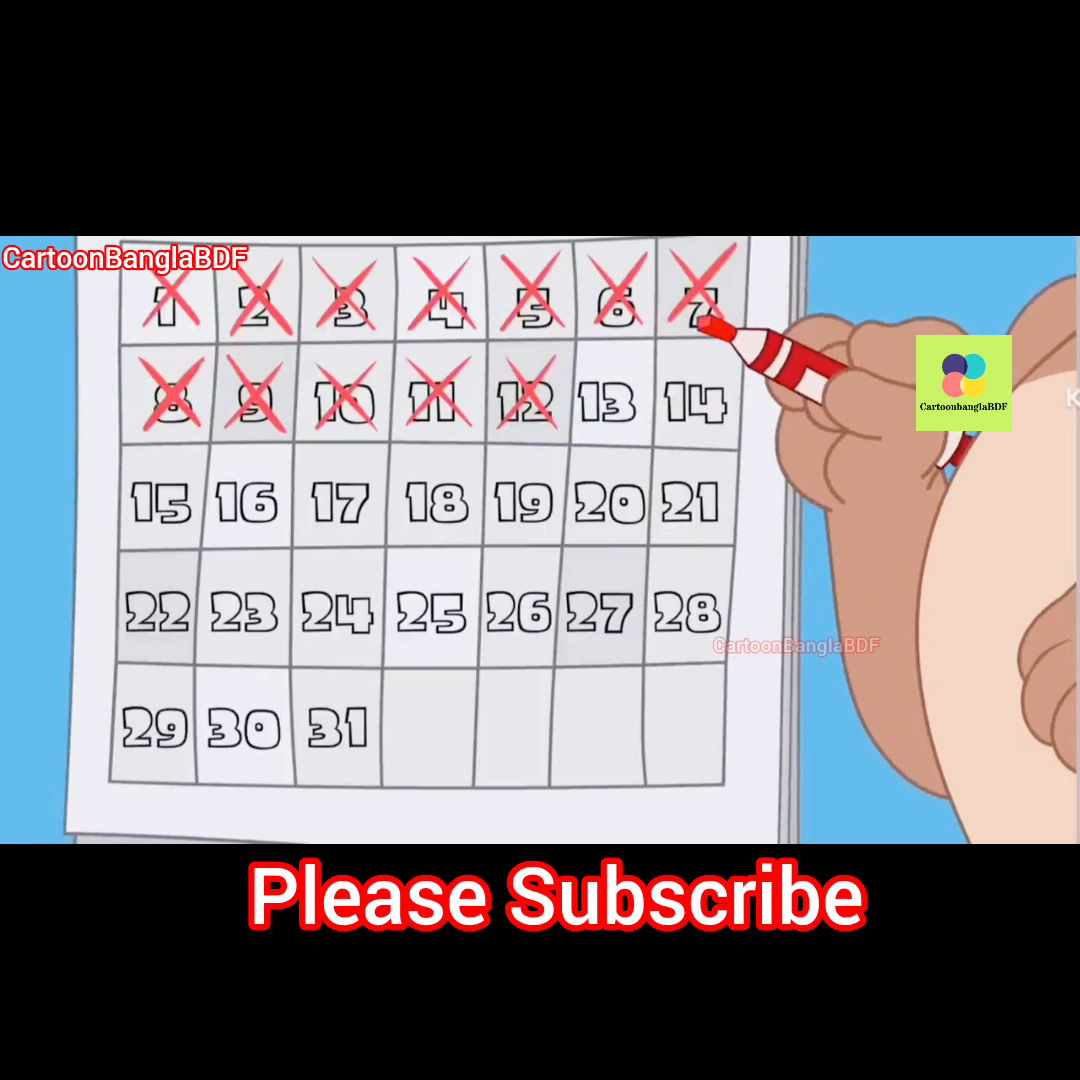 CartoonBanglaBDF
1 2 3 4 5 6 7
8 9 10 11 12 13 14
CartoonbanglaBDF
15 16 17 18 19 20 21
22 23 24 25 26 27 28
CartoonBanglaBDF
29 30 31
Please Subscribe